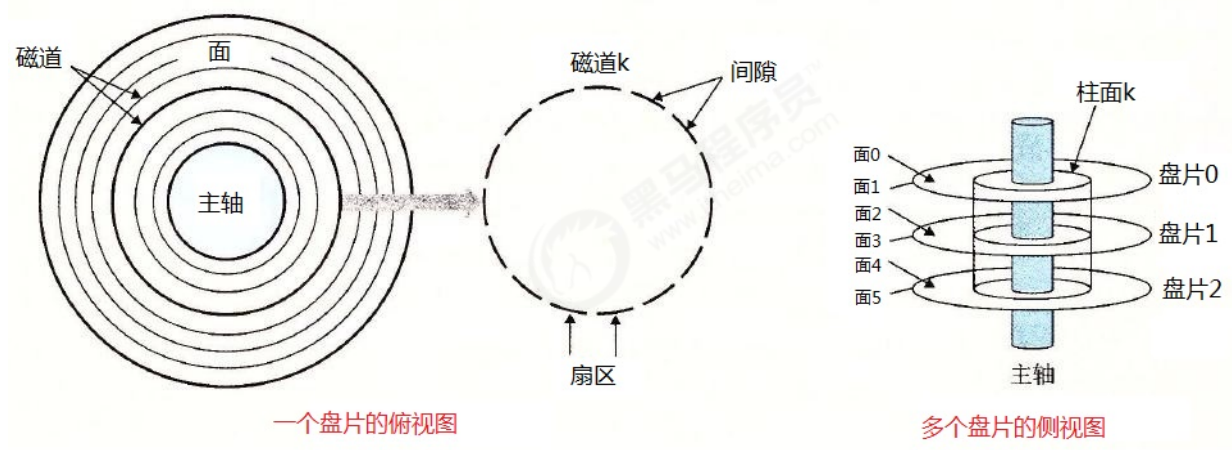 磁道
面
主轴
磁道k
间隙
扇区
一个盘片的俯视图
黑马程序员™
www.itheima.com
柱面k
面0
面1
面2
面3
面4
面5
盘片0
盘片1
盘片2
主轴
多个盘片的侧视图